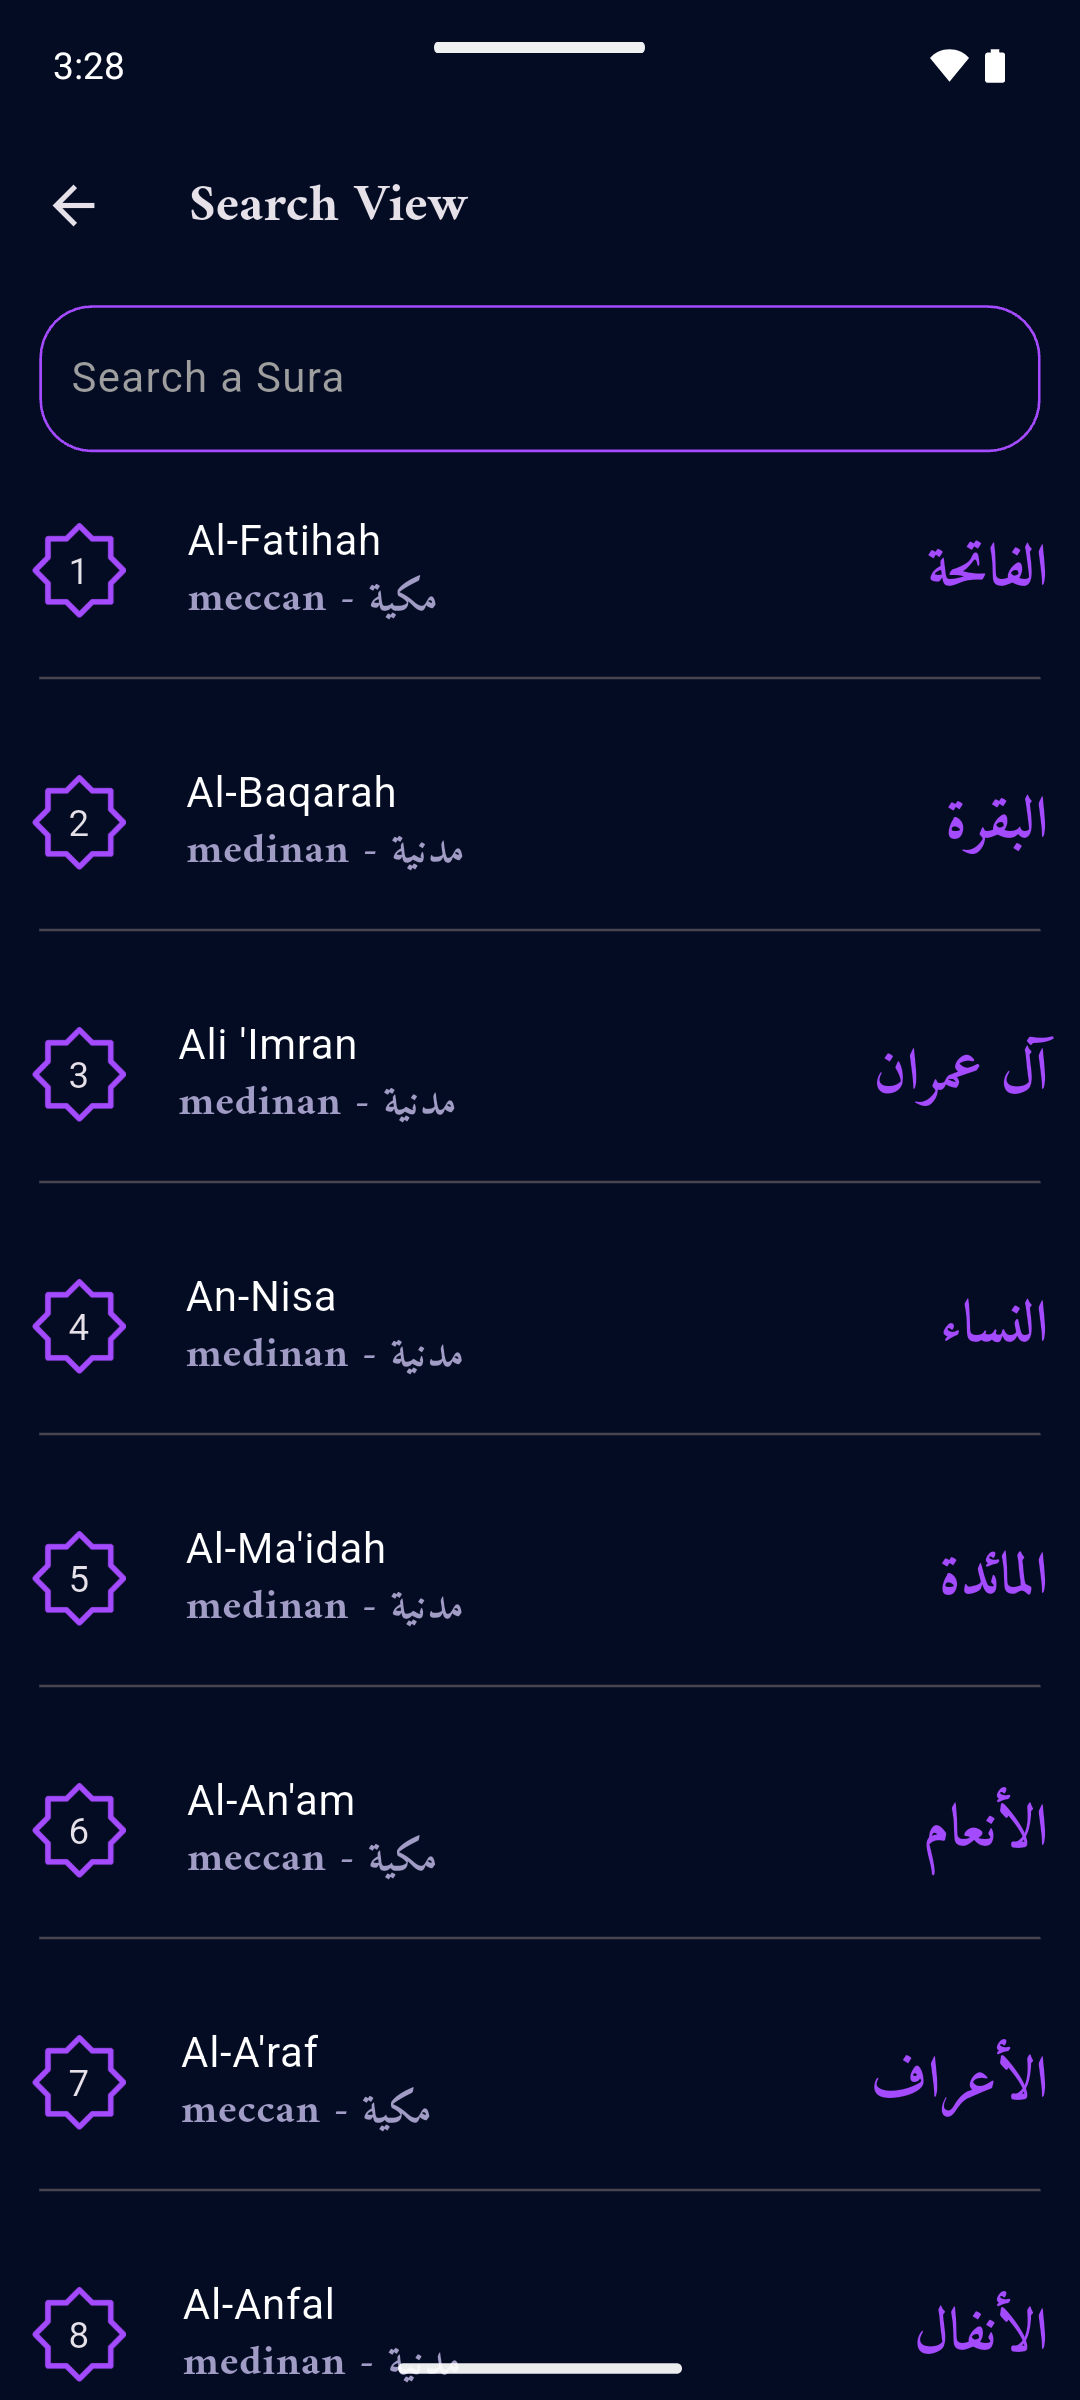 3:28
Search View
Search a Sura
1
Al-Fatihah
meccan - مكية
الفاتحة
2
Al-Baqarah
medinan - مدنية
البقرة
3
Ali 'Imran
medinan - مدنية
آل عمران
4
An-Nisa
medinan - مدنية
النساء
5
Al-Ma'idah
medinan - مدنية
المائدة
6
Al-An'am
meccan - مكية
الأنعام
7
Al-A'raf
meccan - مكية
الأعراف
8
Al-Anfal
medinan - مدنية
الأنفال